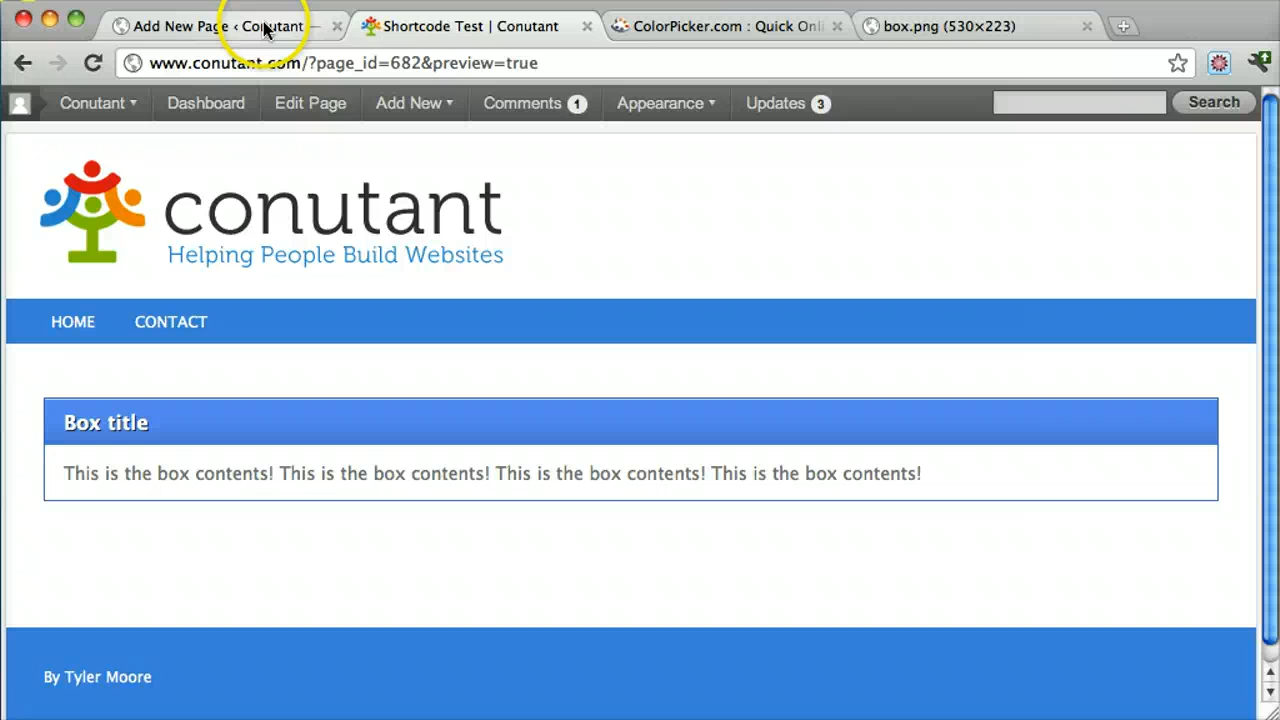 Add New Page ‹ Conutant —
Shortcode Test | Conutant
ColorPicker.com : Quick Onli
box.png (530×223)
www.conutant.com/?page_id=682&preview=true
Conutant
Dashboard
Edit Page
Add New
Comments 1
Appearance
Updates 3
Search
conutant
Helping People Build Websites
HOME
CONTACT
Box title
This is the box contents! This is the box contents! This is the box contents! This is the box contents!
By Tyler Moore